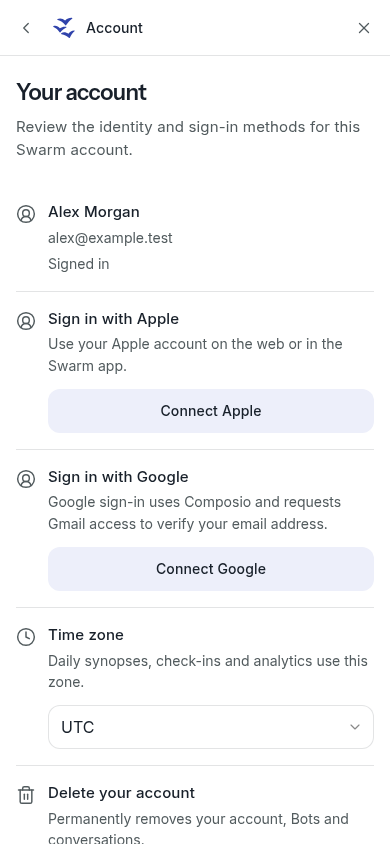 Account
Your account
Review the identity and sign-in methods for this
Swarm account.
Alex Morgan
alex@example.test
Signed in
Sign in with Apple
Use your Apple account on the web or in the
Swarm app.
Connect Apple
Sign in with Google
Google sign-in uses Composio and requests
Gmail access to verify your email address.
Connect Google
Time zone
Daily synopses, check-ins and analytics use this
zone.
UTC
Delete your account
Permanently removes your account, Bots and
conversations.